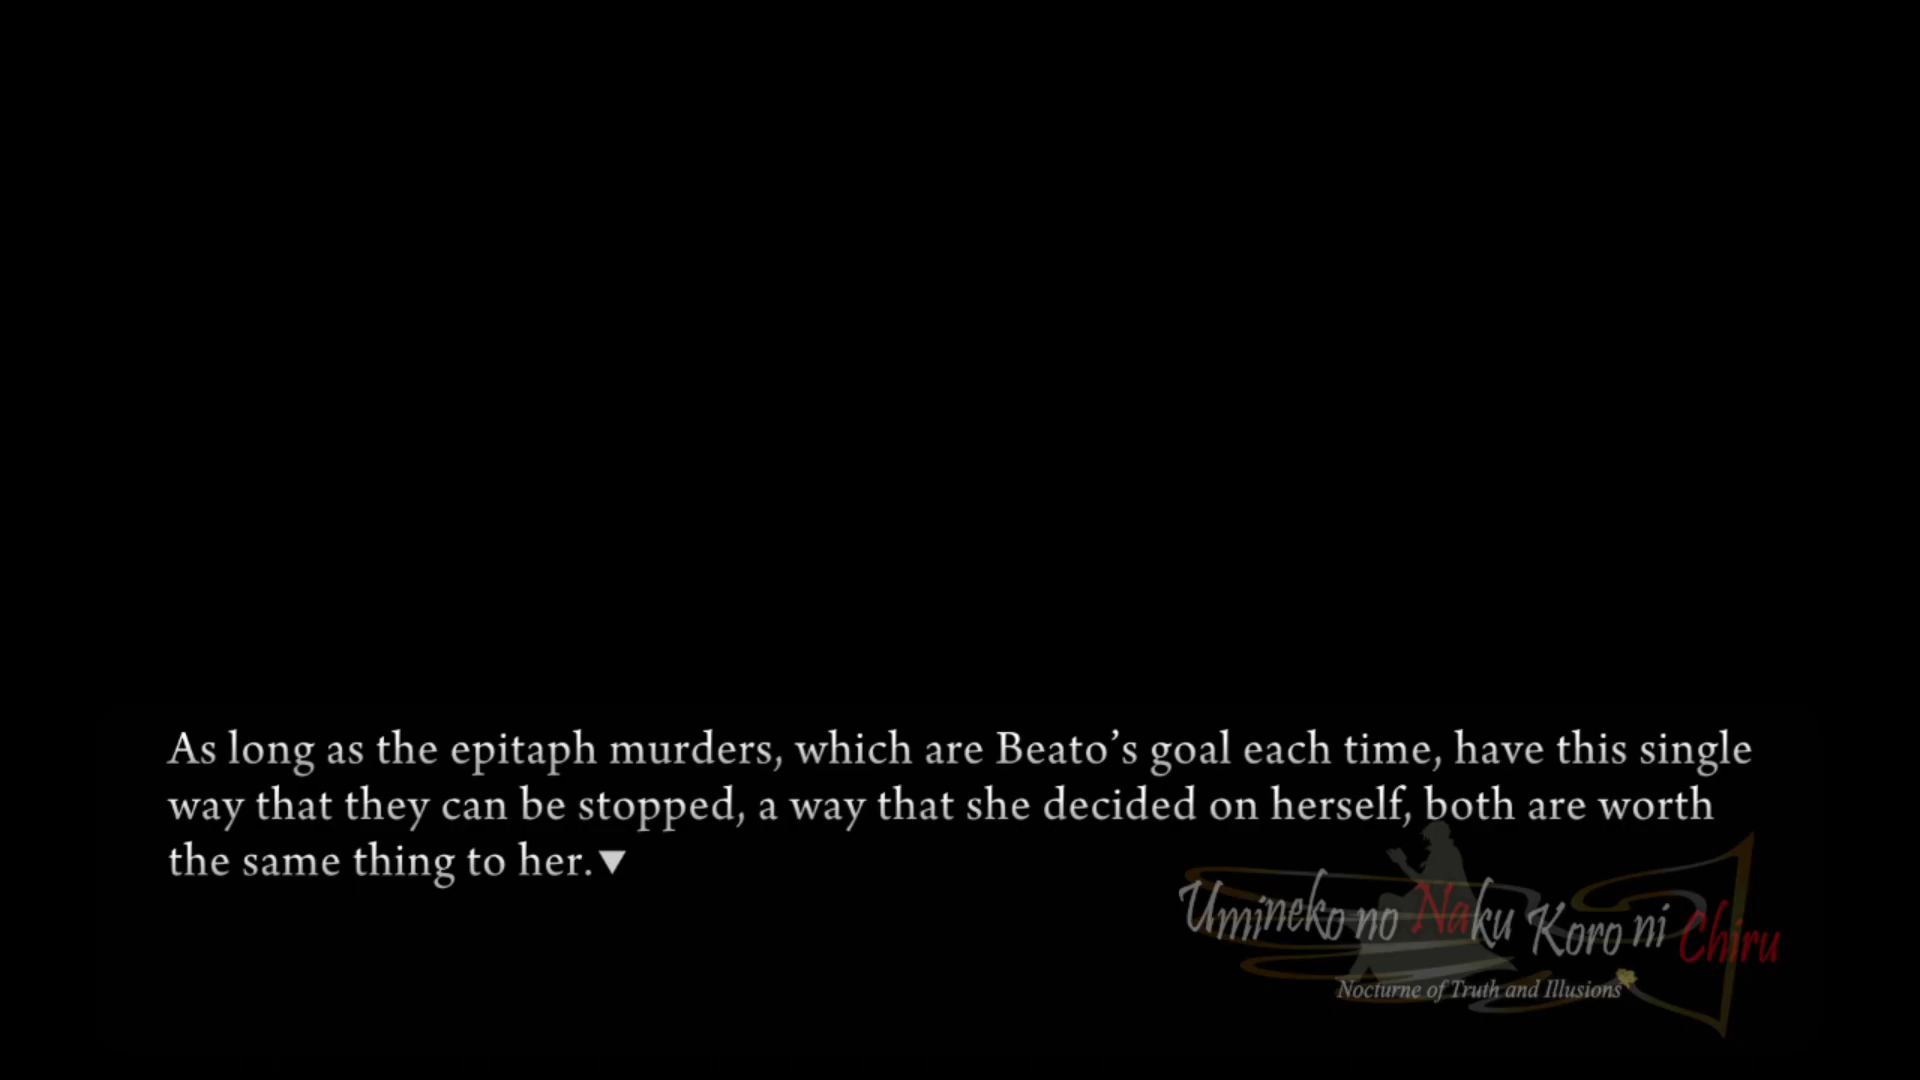 As long as the epitaph murders, which are Beato’s goal each time, have this single
way that they can be stopped, a way that she decided on herself, both are worth
the same thing to her.▼
Umineko no Naku Koro ni Chiru
Nocturne of Truth and Illusions